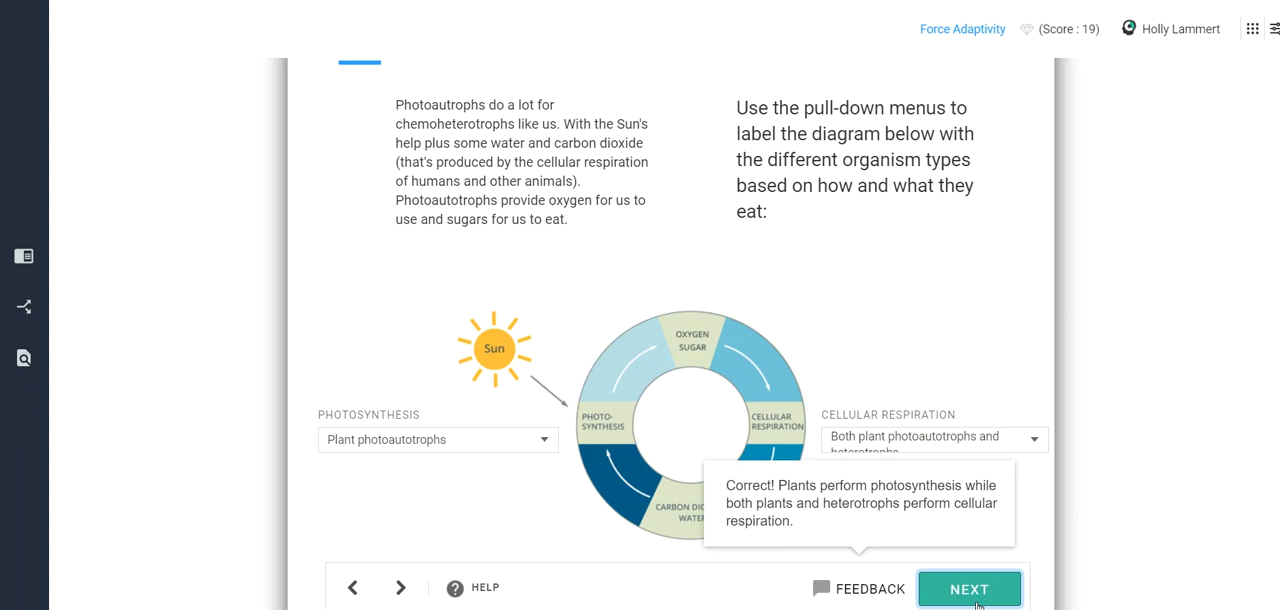 Force Adaptivity (Score : 19) Holly Lammert
Photoautrophs do a lot for
chemoheterotrophs like us. With the Sun's
help plus some water and carbon dioxide
(that's produced by the cellular respiration
of humans and other animals).
Photoautotrophs provide oxygen for us to
use and sugars for us to eat.
Use the pull-down menus to
label the diagram below with
the different organism types
based on how and what they
eat:
Sun
OXYGEN
SUGAR
PHOTOSYNTHESIS
Plant photoautotrophs
PHOTO-
SYNTHESIS
CELLULAR
RESPIRATION
CELLULAR RESPIRATION
Both plant photoautotrophs and
heterotrophs
CARBON
WATER
Correct! Plants perform photosynthesis while
both plants and heterotrophs perform cellular
respiration.
HELP
FEEDBACK
NEXT